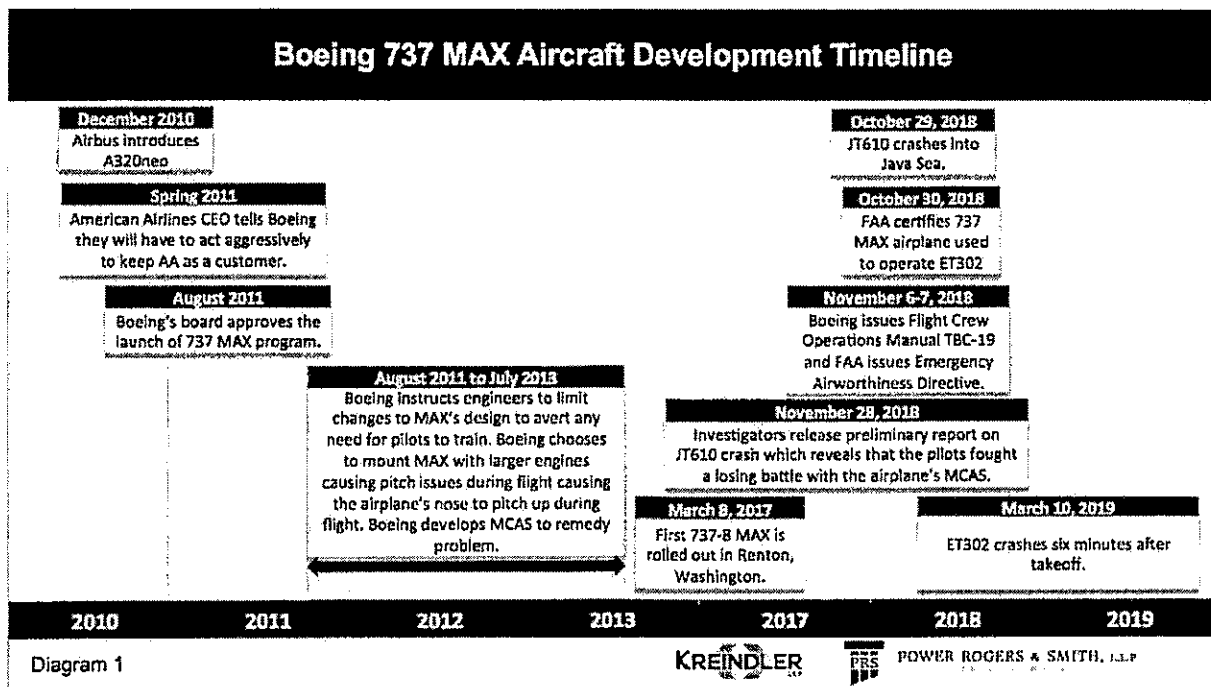 Boeing 737 MAX Aircraft Development Timeline
December 2010
Airbus introduces
A320neo
Spring 2011
American Airlines CEO tells Boeing
they will have to act aggressively
to keep AA as a customer.
August 2011
Boeing's board approves the
launch of 737 MAX program.
August 2011 to July 2013
Boeing instructs engineers to limit
changes to MAX's design to avert any
need for pilots to train. Boeing chooses
to mount MAX with larger engines
causing pitch issues during flight causing
the airplane's nose to pitch up during
flight. Boeing develops MCAS to remedy
problem.
October 29, 2018
JT610 crashes into
Java Sea.
October 30, 2018
FAA certifies 737
MAX airplane used
to operate ET302
November 6-7, 2018
Boeing issues Flight Crew
Operations Manual TBC-19
and FAA issues Emergency
Airworthiness Directive.
November 28, 2018
Investigators release preliminary report on
JT610 crash which reveals that the pilots fought
a losing battle with the airplane's MCAS.
March 8, 2017
First 737-8 MAX is
rolled out in Renton,
Washington.
March 10, 2019
ET302 crashes six minutes after
takeoff.
2010 2011 2012 2013 2017 2018 2019
Diagram 1
KREINDLER LLP
PRS POWER ROGERS & SMITH, L.L.P